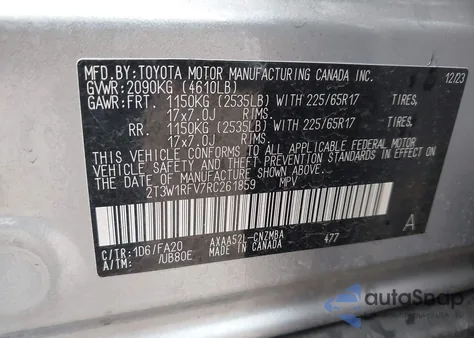 MFD. BY: TOYOTA MOTOR MANUFACTURING CANADA INC. 12/23
GVWR: 2090KG (4610LB)
GAWR: FRT. 1150KG (2535LB) WITH 225/65R17 TIRES,
17x7.0J RIMS.
RR. 1150KG (2535LB) WITH 225/65R17 TIRES,
17x7.0J RIMS.
THIS VEHICLE CONFORMS TO ALL APPLICABLE FEDERAL MOTOR
VEHICLE SAFETY AND THEFT PREVENTION STANDARDS IN EFFECT ON
THE DATE OF MANUFACTURE SHOWN ABOVE.
2T3W1RFV7RC261859 MPV
C/TR: 1D6/FA20 AXAA52L-CNZMBA 477 A
A/TM: /UB80E MADE IN CANADA
autoSnap